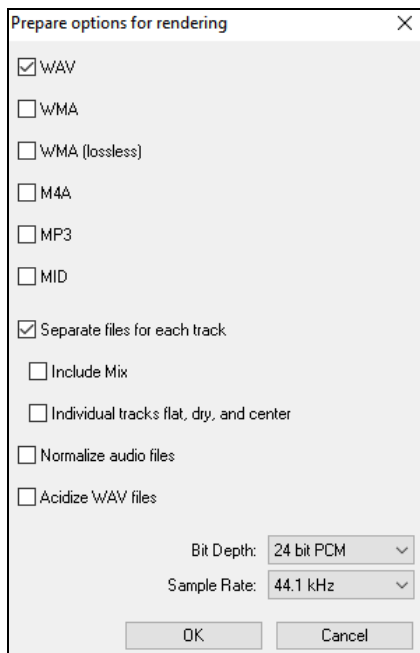 Prepare options for rendering
WAV
WMA
WMA (lossless)
M4A
MP3
MID
Separate files for each track
Include Mix
Individual tracks flat, dry, and center
Normalize audio files
Acidize WAV files
Bit Depth: 24 bit PCM
Sample Rate: 44.1 kHz
OK Cancel